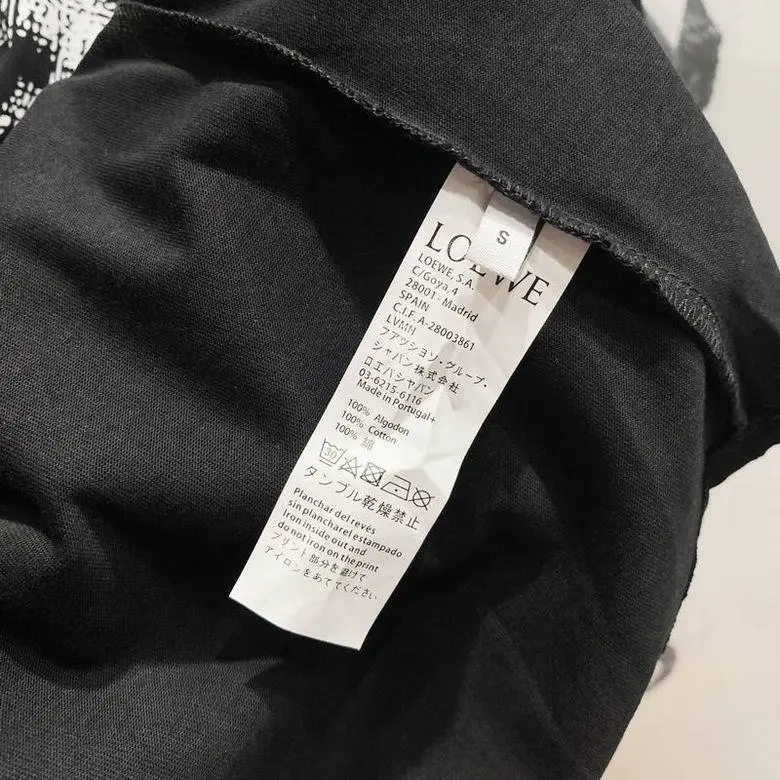 S
LOEWE
LOEWE, S.A.
C/Goya, 4
28001 - Madrid
SPAIN
C.I.F. A-28003861
LVMH
フアッション・グループ・
ジャパン株式会社
ロエバジャパン
03-6215-6116
Made in Portugal+
100% Algodon
100% Cotton
100% 綿
30
タンブル乾燥禁止
Planchar del revés
sin plancharel estampado
Iron inside out and
do not iron on the print
プリント部分を避けて
アイロンをあててください